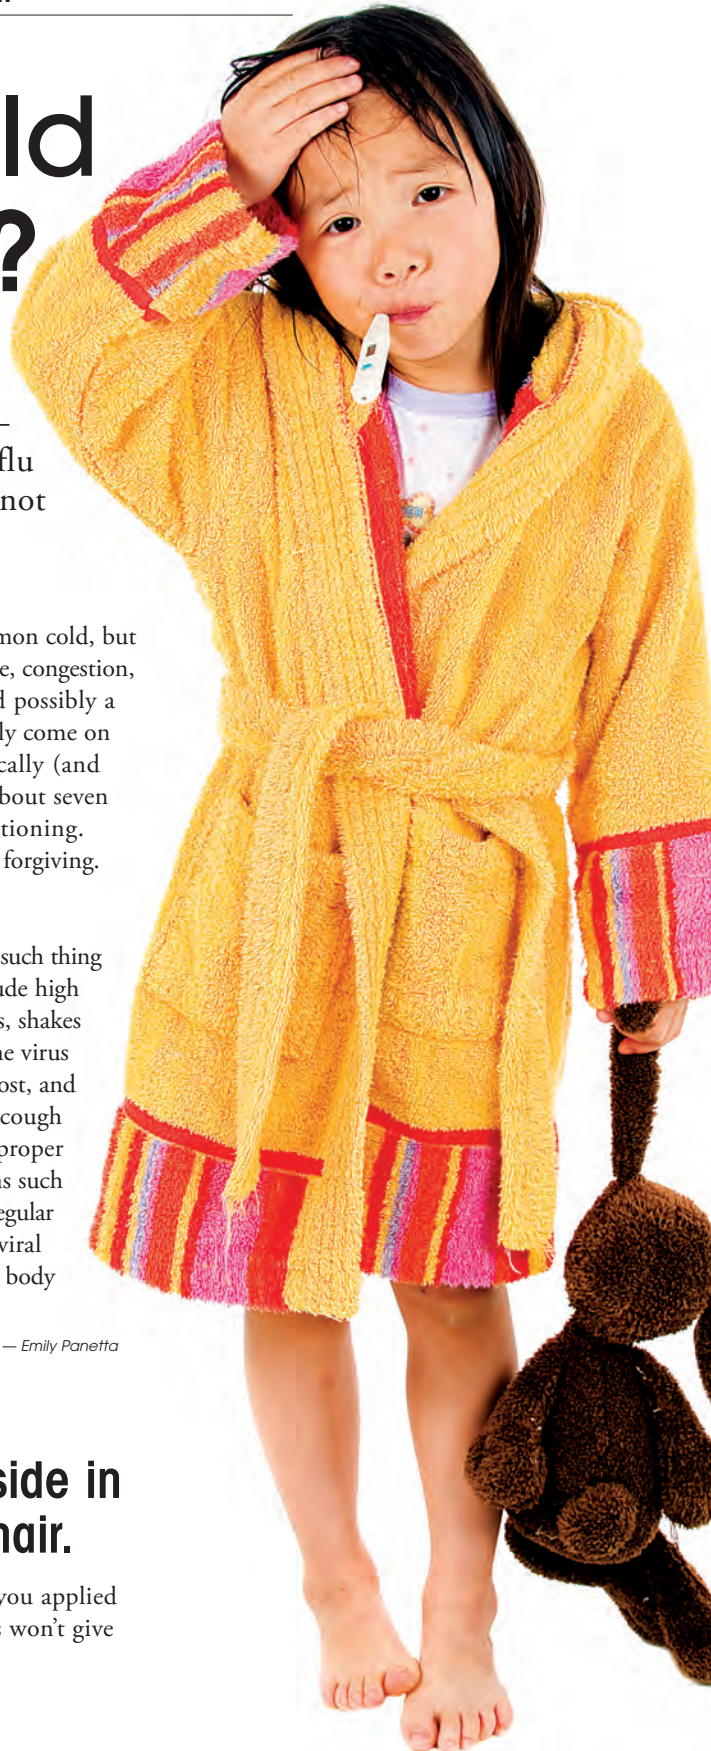 ld
?
–
flu
not
mon cold, but
e, congestion,
d possibly a
ly come on
cally (and
bout seven
tioning.
forgiving.
such thing
ude high
s, shakes
ne virus
ost, and
cough
proper
ns such
egular
viral
body
— Emily Panetta
side in
hair.
you applied
s won’t give